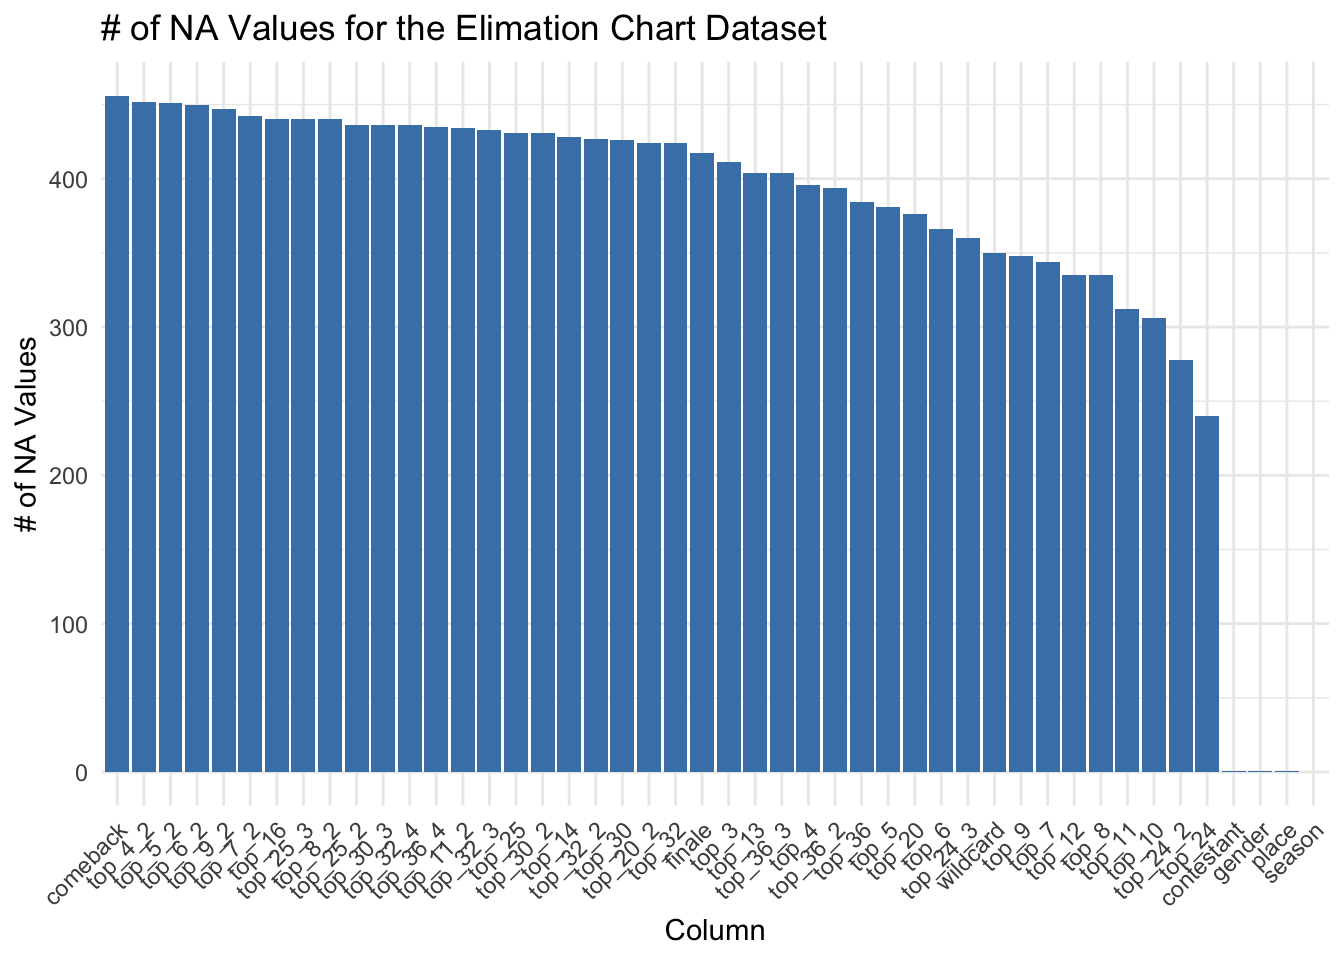 # of NA Values for the Elimation Chart Dataset
# of NA Values
400
300
200
100
0
comeback
top_4_2
top_5_2
top_6_2
top_9_2
top_7_2
top_16
top_25_3
top_8_2
top_25_2
top_30_3
top_32_4
top_36_4
top_11_2
top_32_3
top_25
top_30_2
top_14
top_32_2
top_30
top_20_2
top_32
finale
top_3
top_13
top_36_3
top_4
top_36_2
top_36
top_5
top_20
top_6
top_24_3
wildcard
top_9
top_7
top_12
top_8
top_11
top_10
top_24_2
top_24
contestant
gender
place
season
Column